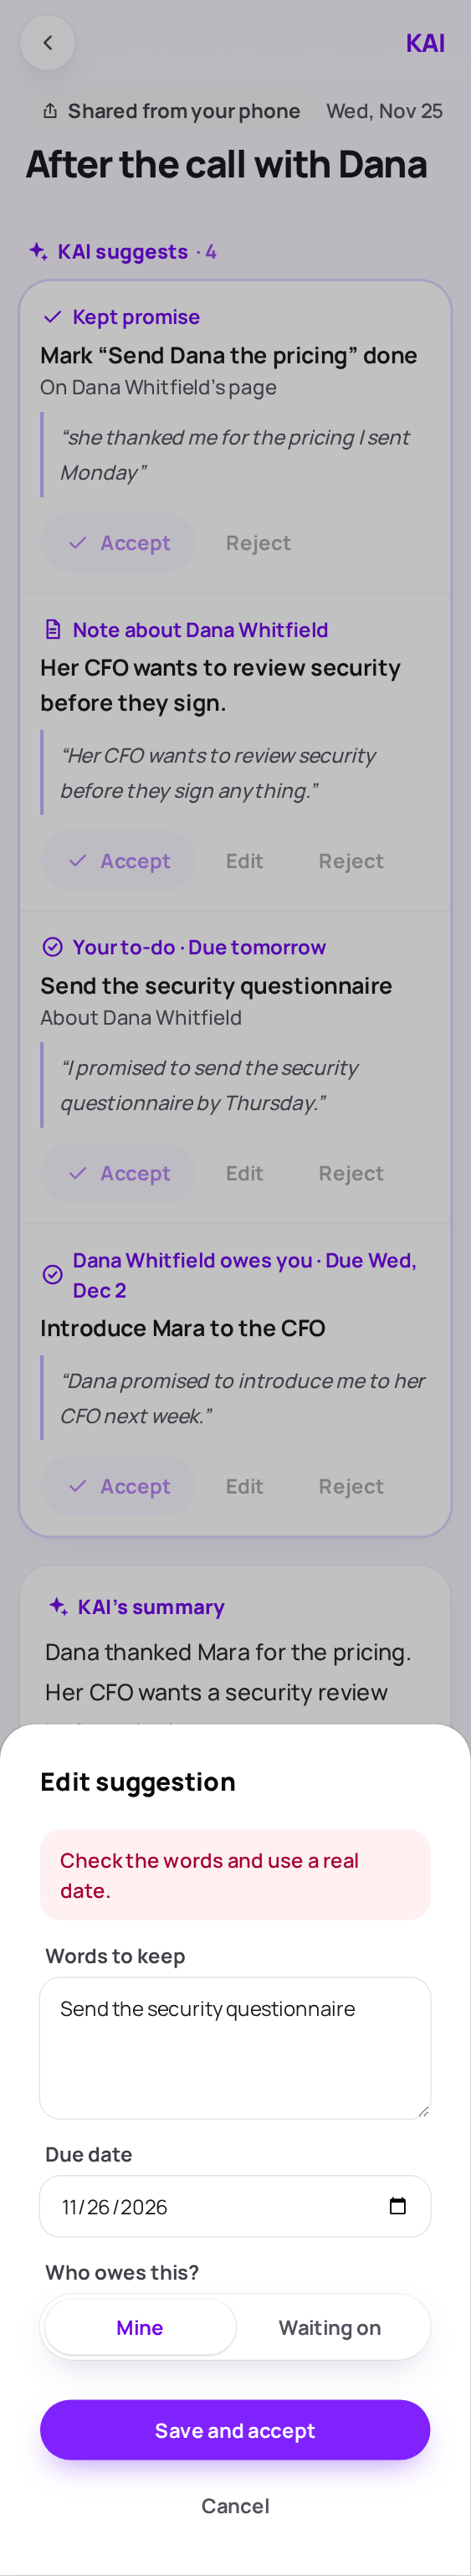 KAI
Shared from your phone Wed, Nov 25
After the call with Dana
KAI suggests · 4
Kept promise
Mark “Send Dana the pricing” done
On Dana Whitfield’s page
“she thanked me for the pricing I sent
Monday”
Accept Reject
Note about Dana Whitfield
Her CFO wants to review security
before they sign.
“Her CFO wants to review security
before they sign anything.”
Accept Edit Reject
Your to-do · Due tomorrow
Send the security questionnaire
About Dana Whitfield
“I promised to send the security
questionnaire by Thursday.”
Accept Edit Reject
Dana Whitfield owes you · Due Wed,
Dec 2
Introduce Mara to the CFO
“Dana promised to introduce me to her
CFO next week.”
Accept Edit Reject
KAI’s summary
Dana thanked Mara for the pricing.
Her CFO wants a security review
Edit suggestion
Check the words and use a real
date.
Words to keep
Send the security questionnaire
Due date
11/26/2026
Who owes this?
Mine Waiting on
Save and accept
Cancel